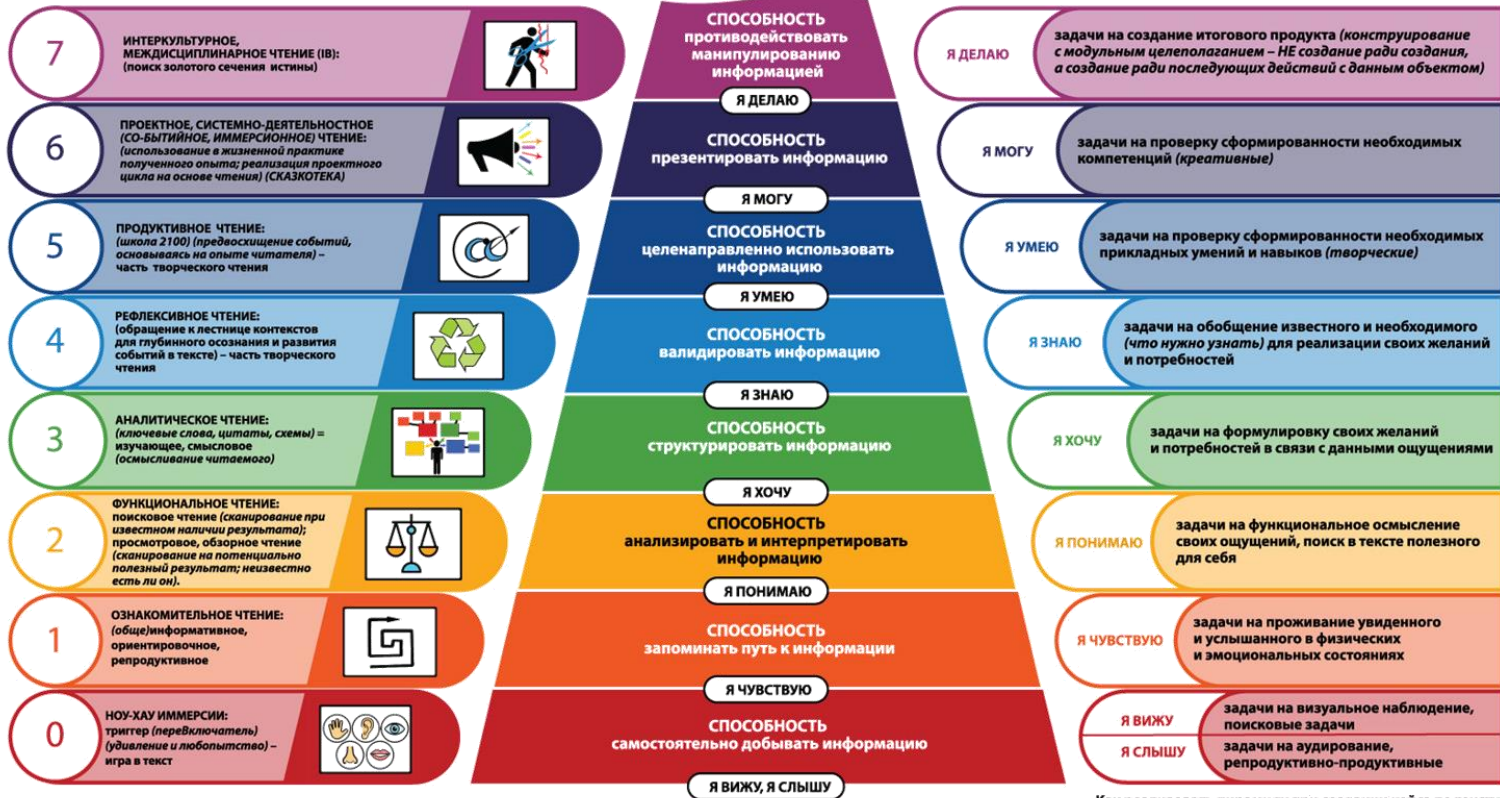 7
ИНТЕРКУЛЬТУРНОЕ,
МЕЖДИСЦИПЛИНАРНОЕ ЧТЕНИЕ (IB):
(поиск золотого сечения истины)
СПОСОБНОСТЬ
противодействовать
манипулированию
информацией
Я ДЕЛАЮ
Я ДЕЛАЮ
задачи на создание итогового продукта (конструирование
с модульным целеполаганием – НЕ создание ради создания,
а создание ради последующих действий с данным объектом)
6
ПРОЕКТНОЕ, СИСТЕМНО-ДЕЯТЕЛЬНОСТНОЕ
(СО-БЫТИЙНОЕ, ИММЕРСИОННОЕ) ЧТЕНИЕ:
(использование в жизненной практике
полученного опыта; реализация проектного
цикла на основе чтения) (СКАЗКОТЕКА)
СПОСОБНОСТЬ
презентировать информацию
Я МОГУ
Я МОГУ
задачи на проверку сформированности необходимых
компетенций (креативные)
5
ПРОДУКТИВНОЕ ЧТЕНИЕ:
(школа 2100) (предвосхищение событий,
основываясь на опыте читателя) –
часть творческого чтения
СПОСОБНОСТЬ
целенаправленно использовать
информацию
Я УМЕЮ
Я УМЕЮ
задачи на проверку сформированности необходимых
прикладных умений и навыков (творческие)
4
РЕФЛЕКСИВНОЕ ЧТЕНИЕ:
(обращение к лестнице контекстов
для глубинного осознания и развития
событий в тексте) – часть творческого
чтения
СПОСОБНОСТЬ
валидировать информацию
Я ЗНАЮ
Я ЗНАЮ
задачи на обобщение известного и необходимого
(что нужно узнать) для реализации своих желаний
и потребностей
3
АНАЛИТИЧЕСКОЕ ЧТЕНИЕ:
(ключевые слова, цитаты, схемы) =
изучающее, смысловое
(осмысливание читаемого)
СПОСОБНОСТЬ
структурировать информацию
Я ХОЧУ
Я ХОЧУ
задачи на формулировку своих желаний
и потребностей в связи с данными ощущениями
2
ФУНКЦИОНАЛЬНОЕ ЧТЕНИЕ:
поисковое чтение (сканирование при
известном наличии результата);
просмотровое, обзорное чтение
(сканирование на потенциально
полезный результат; неизвестно
есть ли он).
СПОСОБНОСТЬ
анализировать и интерпретировать
информацию
Я ПОНИМАЮ
Я ПОНИМАЮ
задачи на функциональное осмысление
своих ощущений, поиск в тексте полезного
для себя
1
ОЗНАКОМИТЕЛЬНОЕ ЧТЕНИЕ:
(обще)информативное,
ориентировочное,
репродуктивное
СПОСОБНОСТЬ
запоминать путь к информации
Я ЧУВСТВУЮ
Я ЧУВСТВУЮ
задачи на проживание увиденного
и услышанного в физических
и эмоциональных состояниях
0
НОУ-ХАУ ИММЕРСИИ:
триггер (переВключатель)
(удивление и любопытство) –
игра в текст
СПОСОБНОСТЬ
самостоятельно добывать информацию
Я ВИЖУ, Я СЛЫШУ
Я ВИЖУ
задачи на визуальное наблюдение,
поисковые задачи
Я СЛЫШУ
задачи на аудирование,
репродуктивно-продуктивные